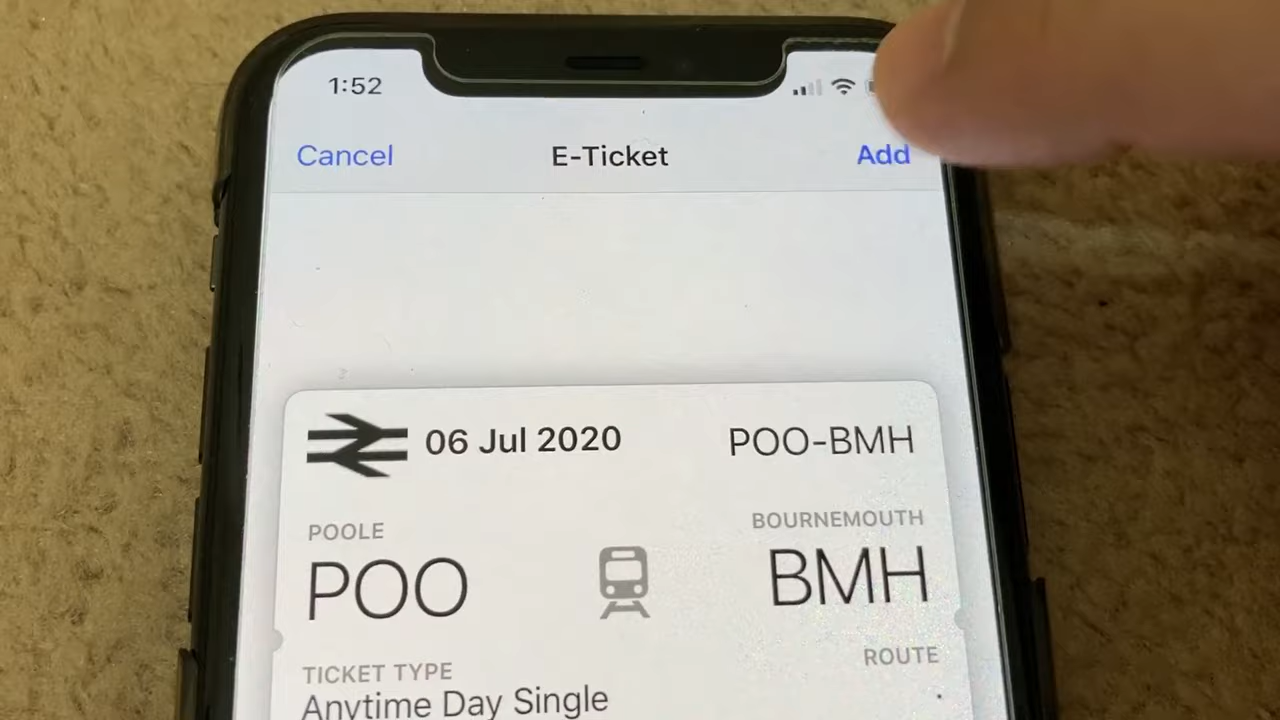 1:52
Cancel E-Ticket Add
06 Jul 2020 POO-BMH
POOLE BOURNEMOUTH
POO BMH
TICKET TYPE ROUTE
Anytime Day Single